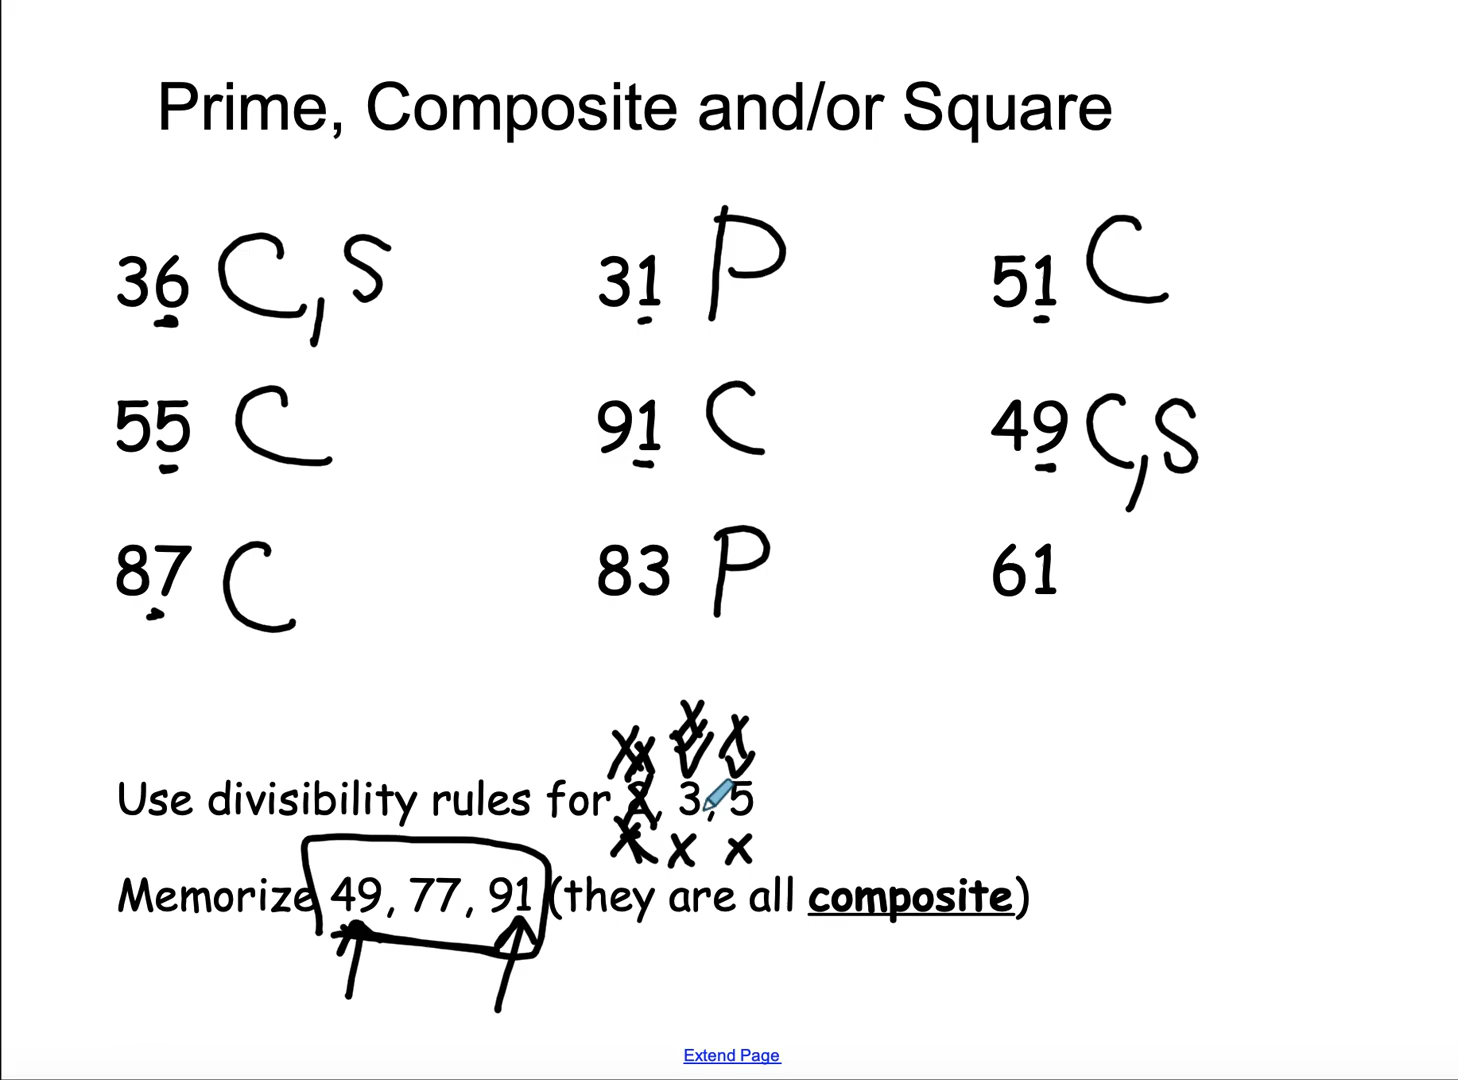 Prime, Composite and/or Square
36 C, S 31 P 51 C
55 C 91 C 49 C, S
87 C 83 P 61
Use divisibility rules for 2, 3, 5
Memorize 49, 77, 91 (they are all composite)
Extend Page